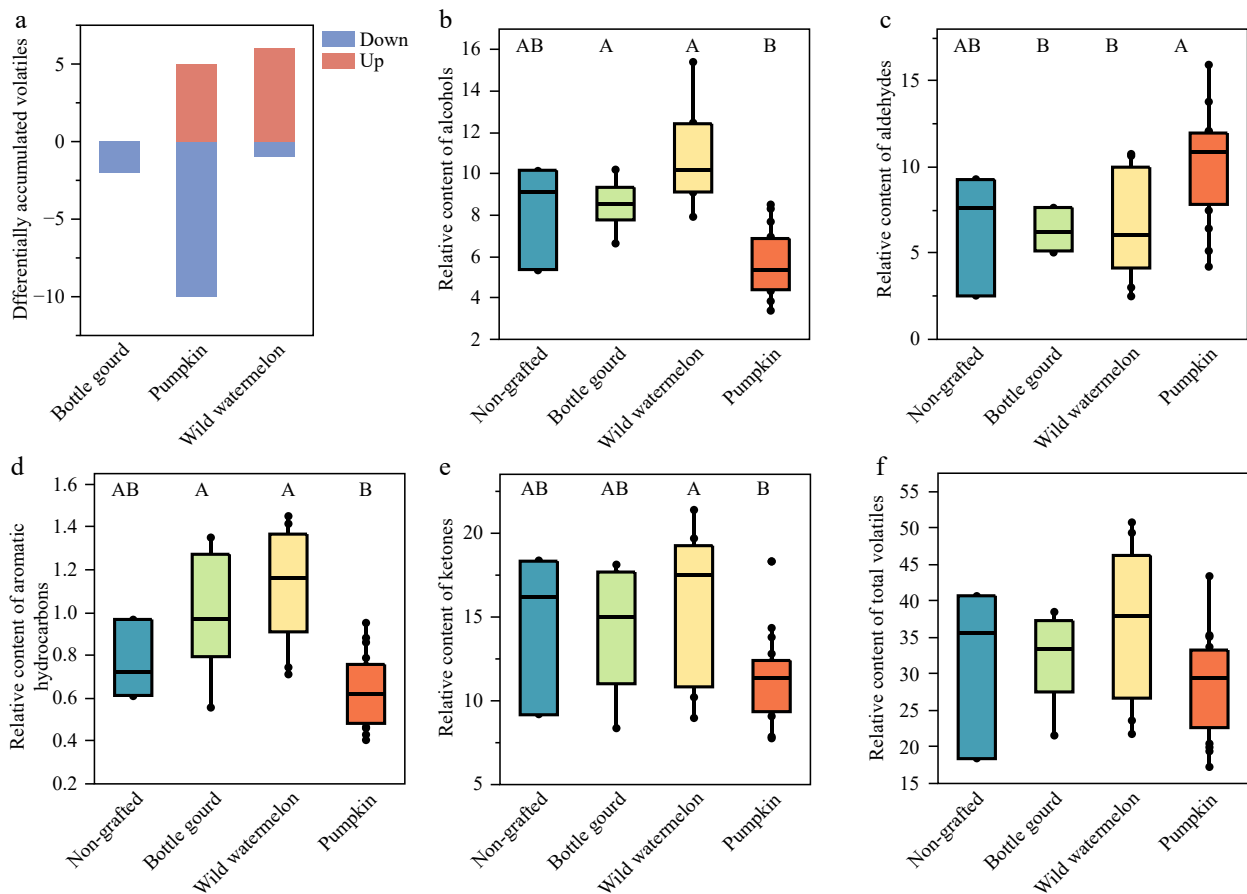 a
Dfferentially accumulated volatiles
5
0
−5
−10
Bottle gourd
Pumpkin
Wild watermelon
Down
Up
b
Relative content of alcohols
16
14
12
10
8
6
4
2
AB
A
A
B
Non-grafted
Bottle gourd
Wild watermelon
Pumpkin
c
Relative content of aldehydes
15
10
5
0
AB
B
B
A
Non-grafted
Bottle gourd
Wild watermelon
Pumpkin
d
Relative content of aromatic
hydrocarbons
1.6
1.4
1.2
1.0
0.8
0.6
0.4
0.2
AB
A
A
B
Non-grafted
Bottle gourd
Wild watermelon
Pumpkin
e
Relative content of ketones
20
15
10
5
AB
AB
A
B
Non-grafted
Bottle gourd
Wild watermelon
Pumpkin
f
Relative content of total volatiles
55
50
45
40
35
30
25
20
15
Non-grafted
Bottle gourd
Wild watermelon
Pumpkin